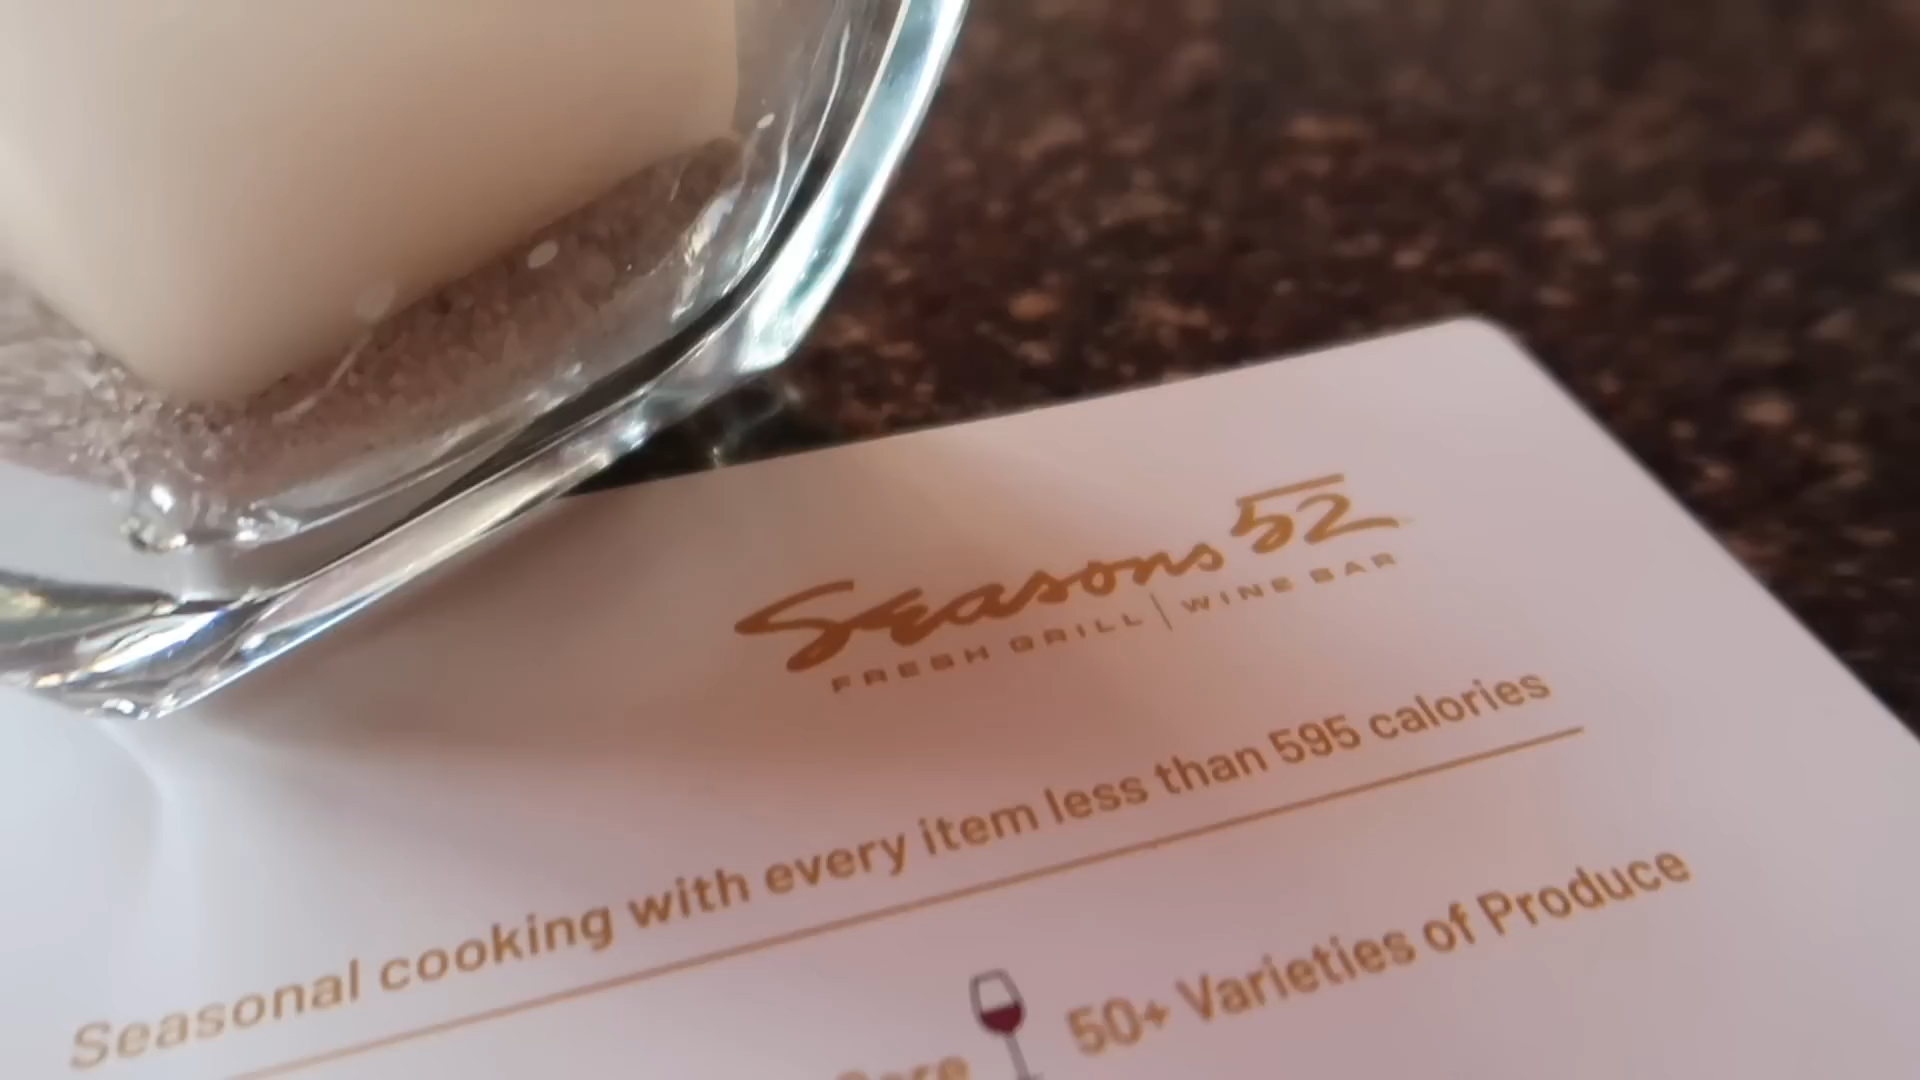 Seasons 52
FRESH GRILL | WINE BAR
Seasonal cooking with every item less than 595 calories
50+ Varieties of Produce